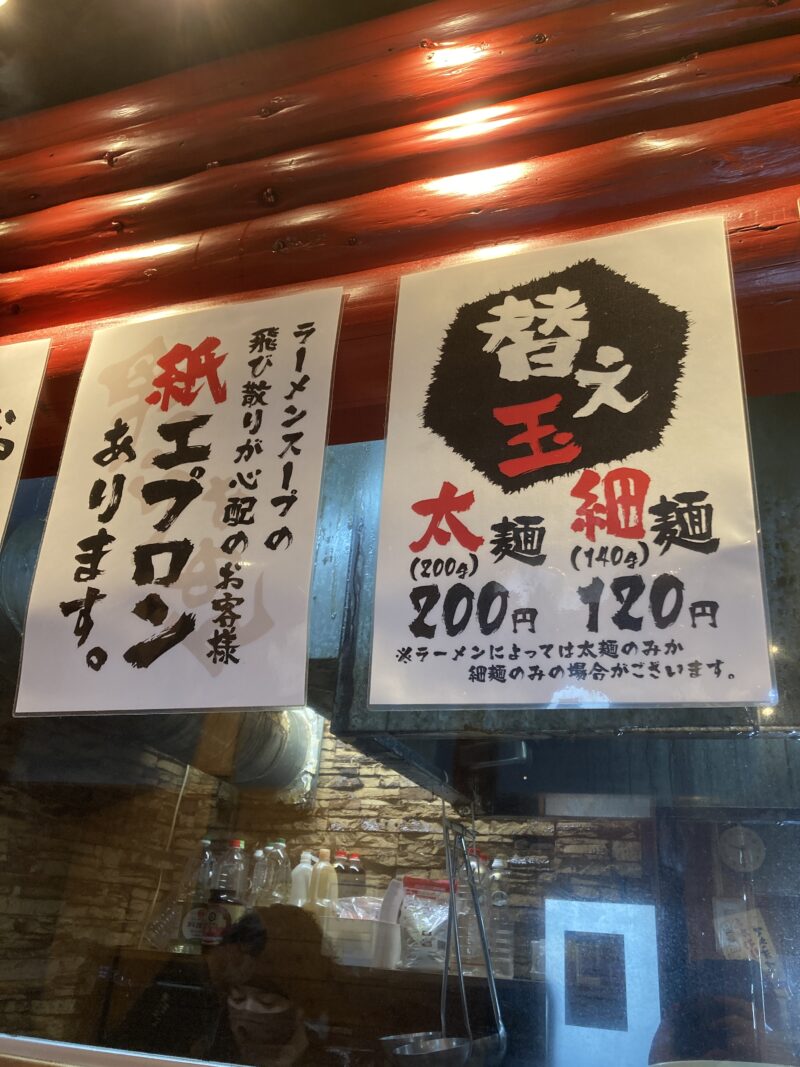 ラーメンスープの
飛び散りが心配のお客様
紙エプロン
あります。
替え
玉
太麺 細麺
(200g) (140g)
200円 120円
※ラーメンによっては太麺のみか
細麺のみの場合がございます。